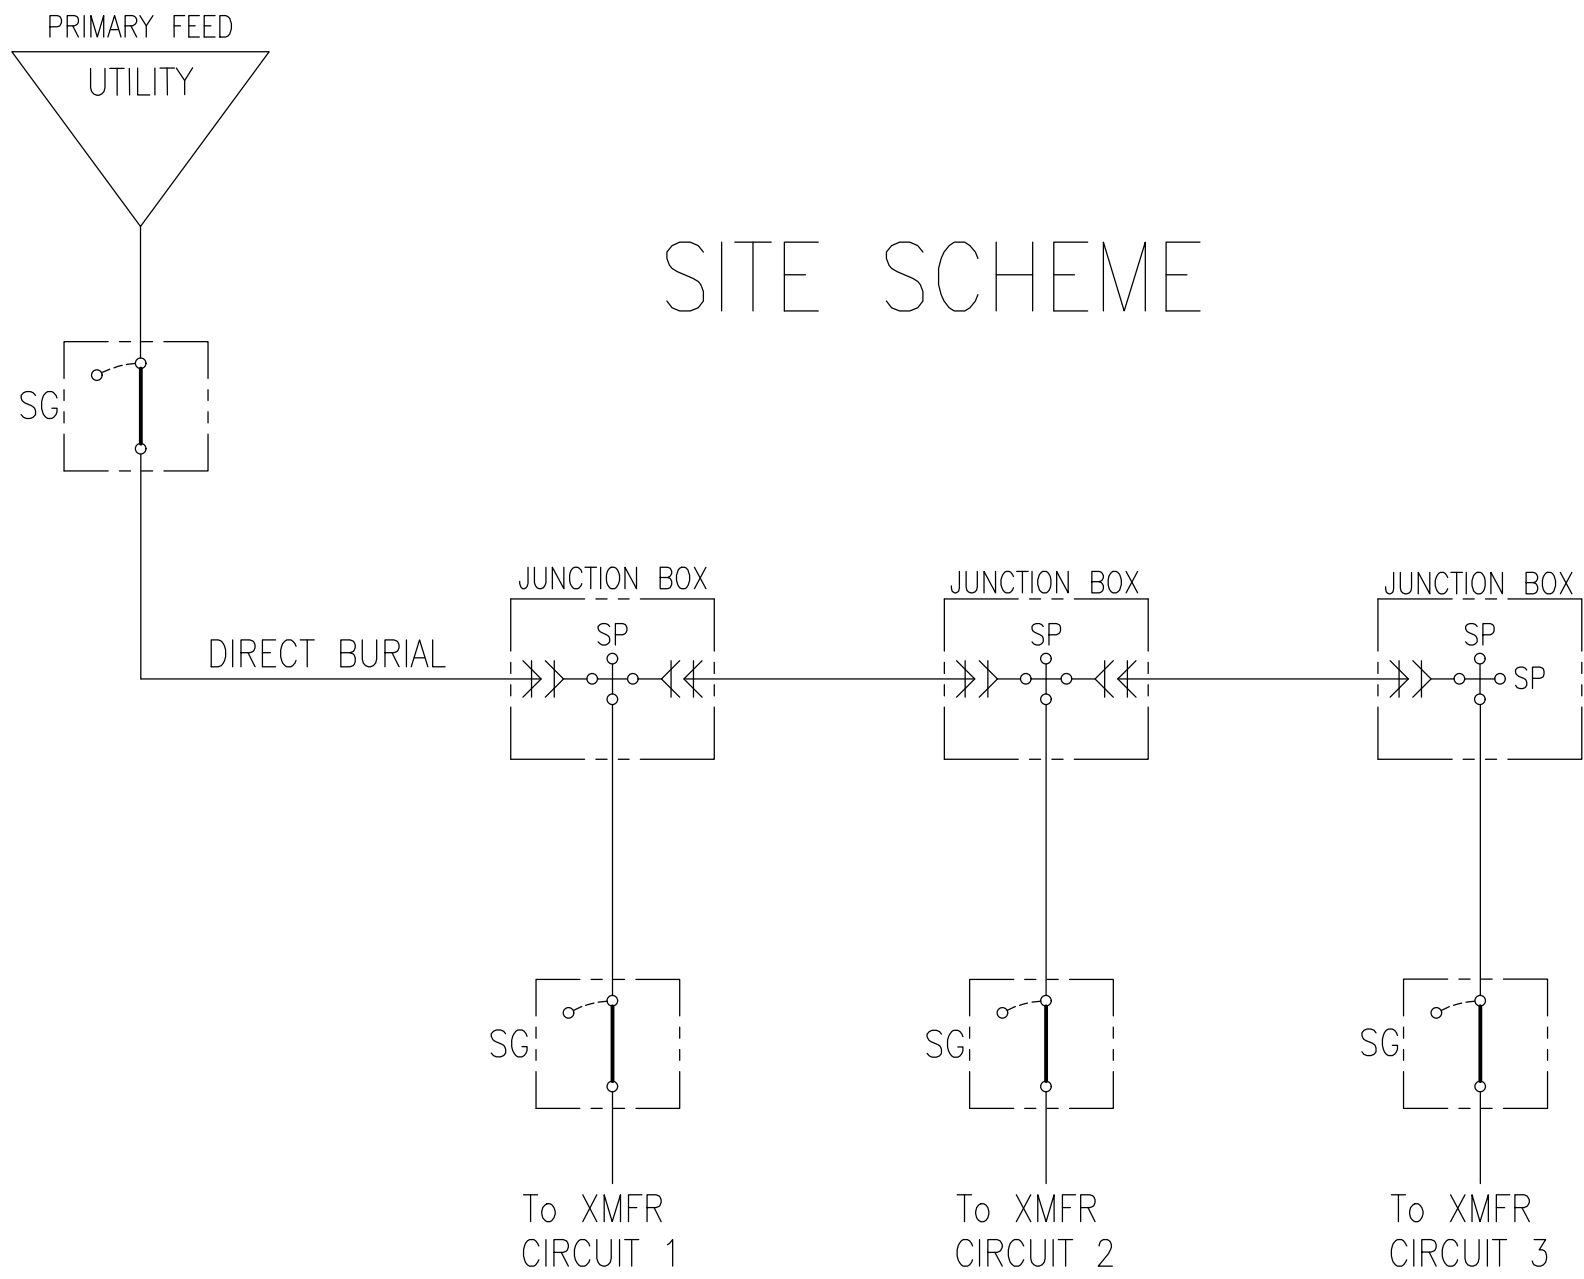 PRIMARY FEED
UTILITY
SITE SCHEME
SG
JUNCTION BOX
JUNCTION BOX
JUNCTION BOX
SP
SP
SP
DIRECT BURIAL
SP
SG
SG
SG
To XMFR
CIRCUIT 1
To XMFR
CIRCUIT 2
To XMFR
CIRCUIT 3